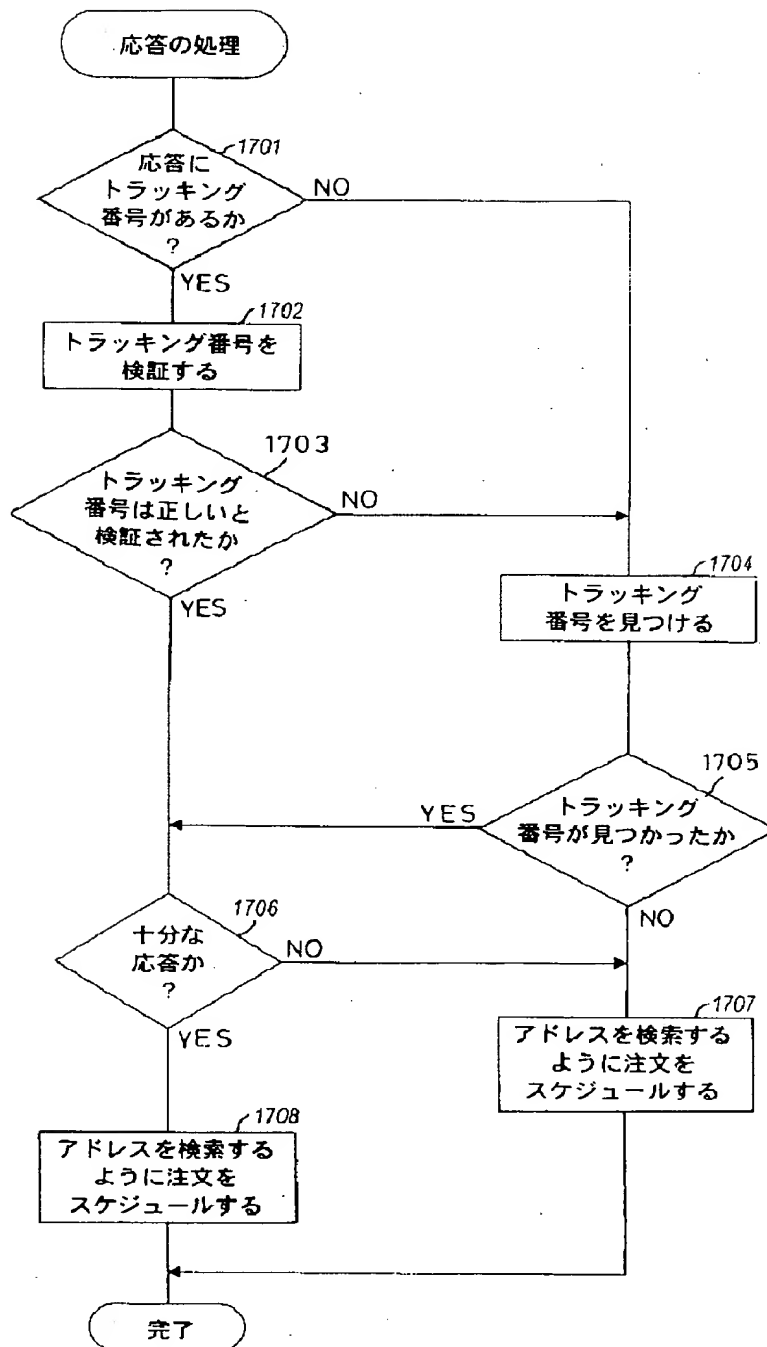 応答の処理
1701
応答に
トラッキング
番号があるか
?
NO
YES
1702
トラッキング番号を
検証する
1703
トラッキング
番号は正しいと
検証されたか
?
NO
YES
1704
トラッキング
番号を見つける
1705
トラッキング
番号が見つかったか
?
YES
NO
1706
十分な
応答か
?
NO
YES
1707
アドレスを検索する
ように注文を
スケジュールする
1708
アドレスを検索する
ように注文を
スケジュールする
完了